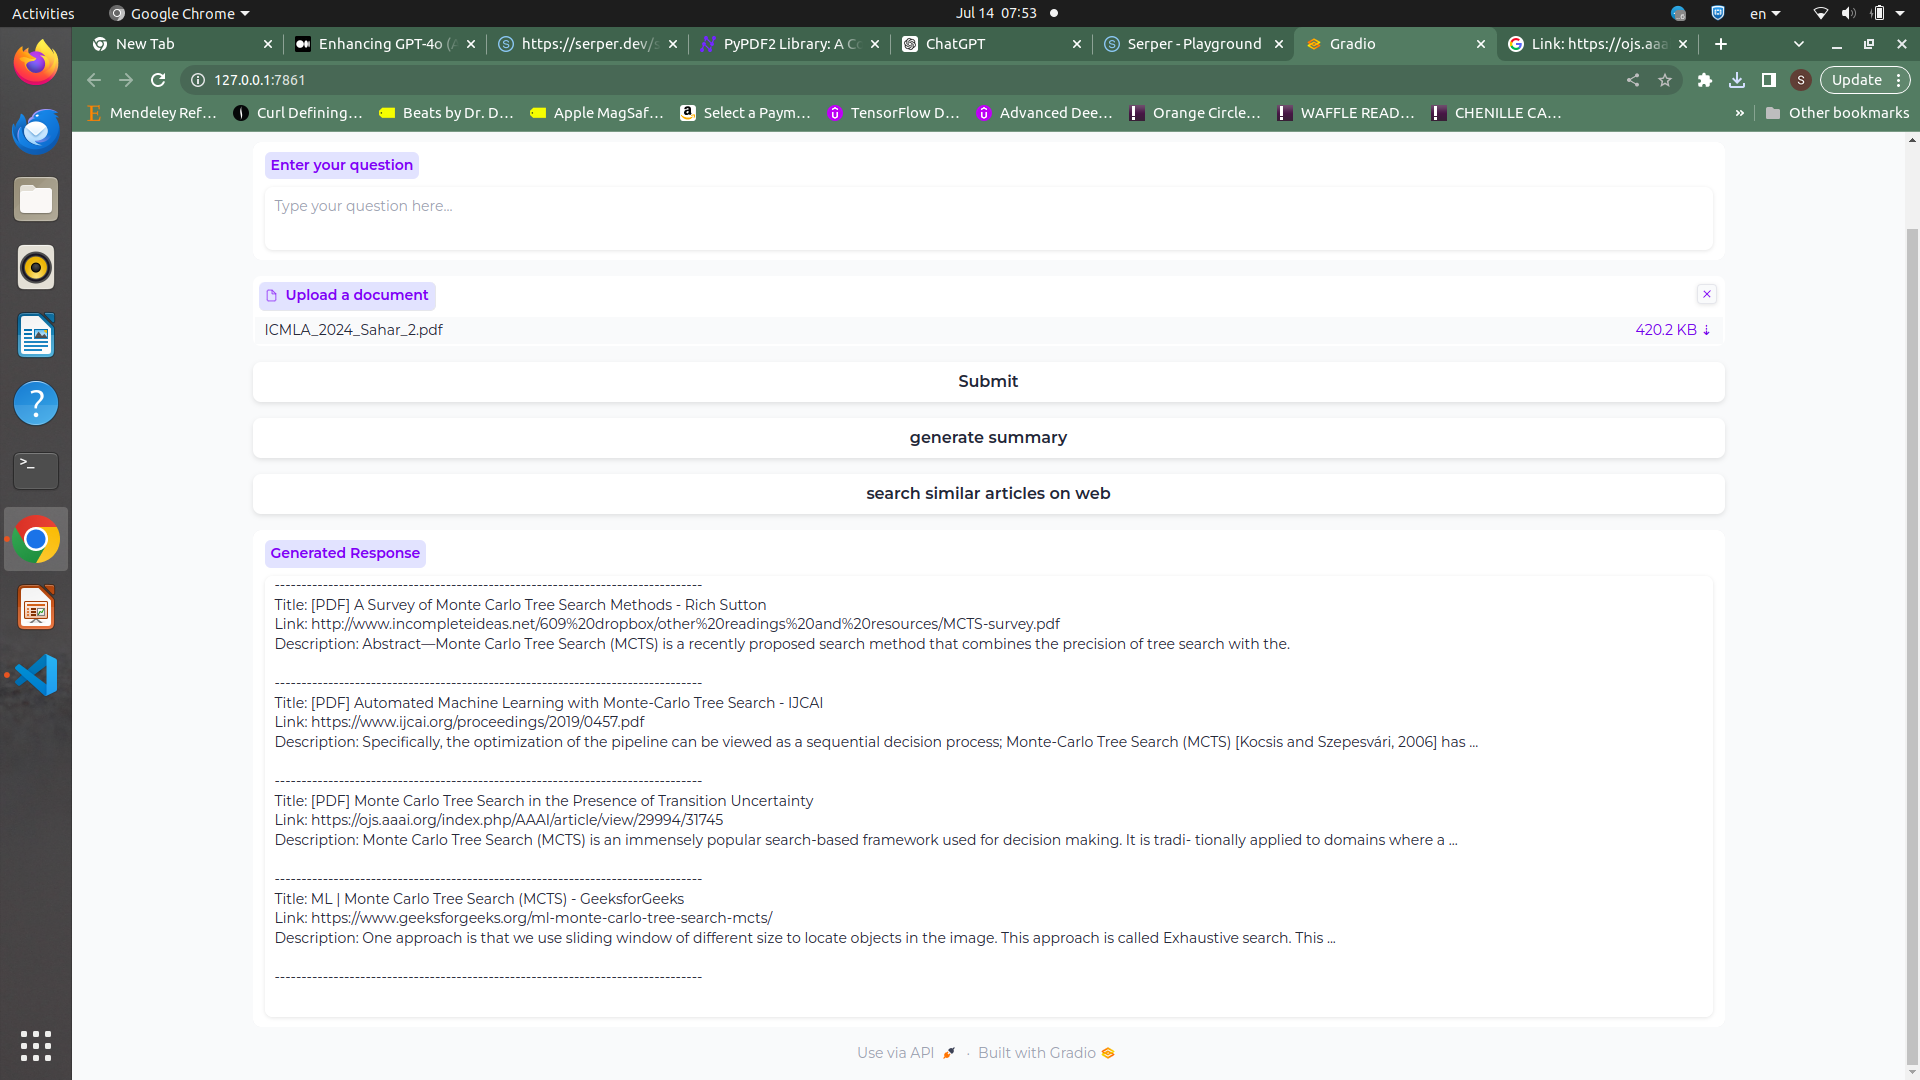 Activities
Google Chrome
Jul 14 07:53
en
New Tab
Enhancing GPT-4o (
https://serper.dev/s
PyPDF2 Library: A Co
ChatGPT
Serper - Playground
Gradio
Link: https://ojs.aaa
127.0.0.1:7861
S
Update
Mendeley Ref...
Curl Defining...
Beats by Dr. D...
Apple MagSaf...
Select a Paym...
TensorFlow D...
Advanced Dee...
Orange Circle...
WAFFLE READ...
CHENILLE CA...
»
Other bookmarks
Enter your question
Type your question here...
Upload a document
ICMLA_2024_Sahar_2.pdf
420.2 KB ⇣
Submit
generate summary
search similar articles on web
Generated Response
--------------------------------------------------------------------------------
Title: [PDF] A Survey of Monte Carlo Tree Search Methods - Rich Sutton
Link: http://www.incompleteideas.net/609%20dropbox/other%20readings%20and%20resources/MCTS-survey.pdf
Description: Abstract—Monte Carlo Tree Search (MCTS) is a recently proposed search method that combines the precision of tree search with the.
--------------------------------------------------------------------------------
Title: [PDF] Automated Machine Learning with Monte-Carlo Tree Search - IJCAI
Link: https://www.ijcai.org/proceedings/2019/0457.pdf
Description: Specifically, the optimization of the pipeline can be viewed as a sequential decision process; Monte-Carlo Tree Search (MCTS) [Kocsis and Szepesvári, 2006] has ...
--------------------------------------------------------------------------------
Title: [PDF] Monte Carlo Tree Search in the Presence of Transition Uncertainty
Link: https://ojs.aaai.org/index.php/AAAI/article/view/29994/31745
Description: Monte Carlo Tree Search (MCTS) is an immensely popular search-based framework used for decision making. It is tradi- tionally applied to domains where a ...
--------------------------------------------------------------------------------
Title: ML | Monte Carlo Tree Search (MCTS) - GeeksforGeeks
Link: https://www.geeksforgeeks.org/ml-monte-carlo-tree-search-mcts/
Description: One approach is that we use sliding window of different size to locate objects in the image. This approach is called Exhaustive search. This ...
--------------------------------------------------------------------------------
Use via API · Built with Gradio